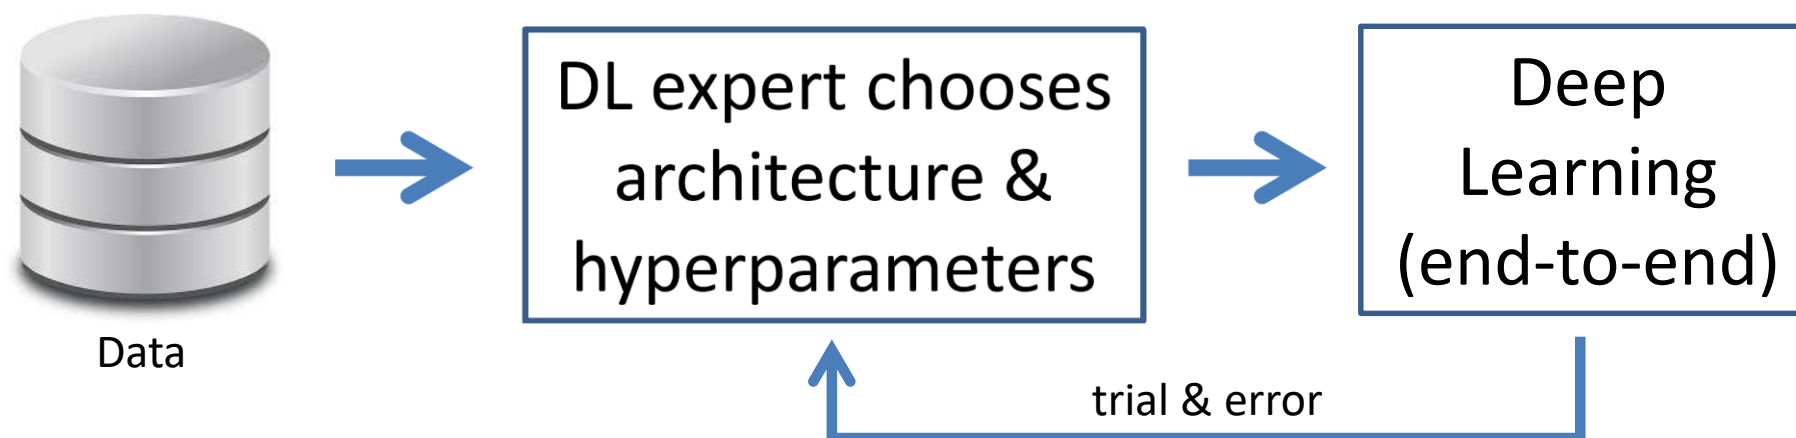 Data
DL expert chooses
architecture &
hyperparameters
Deep
Learning
(end-to-end)
trial & error